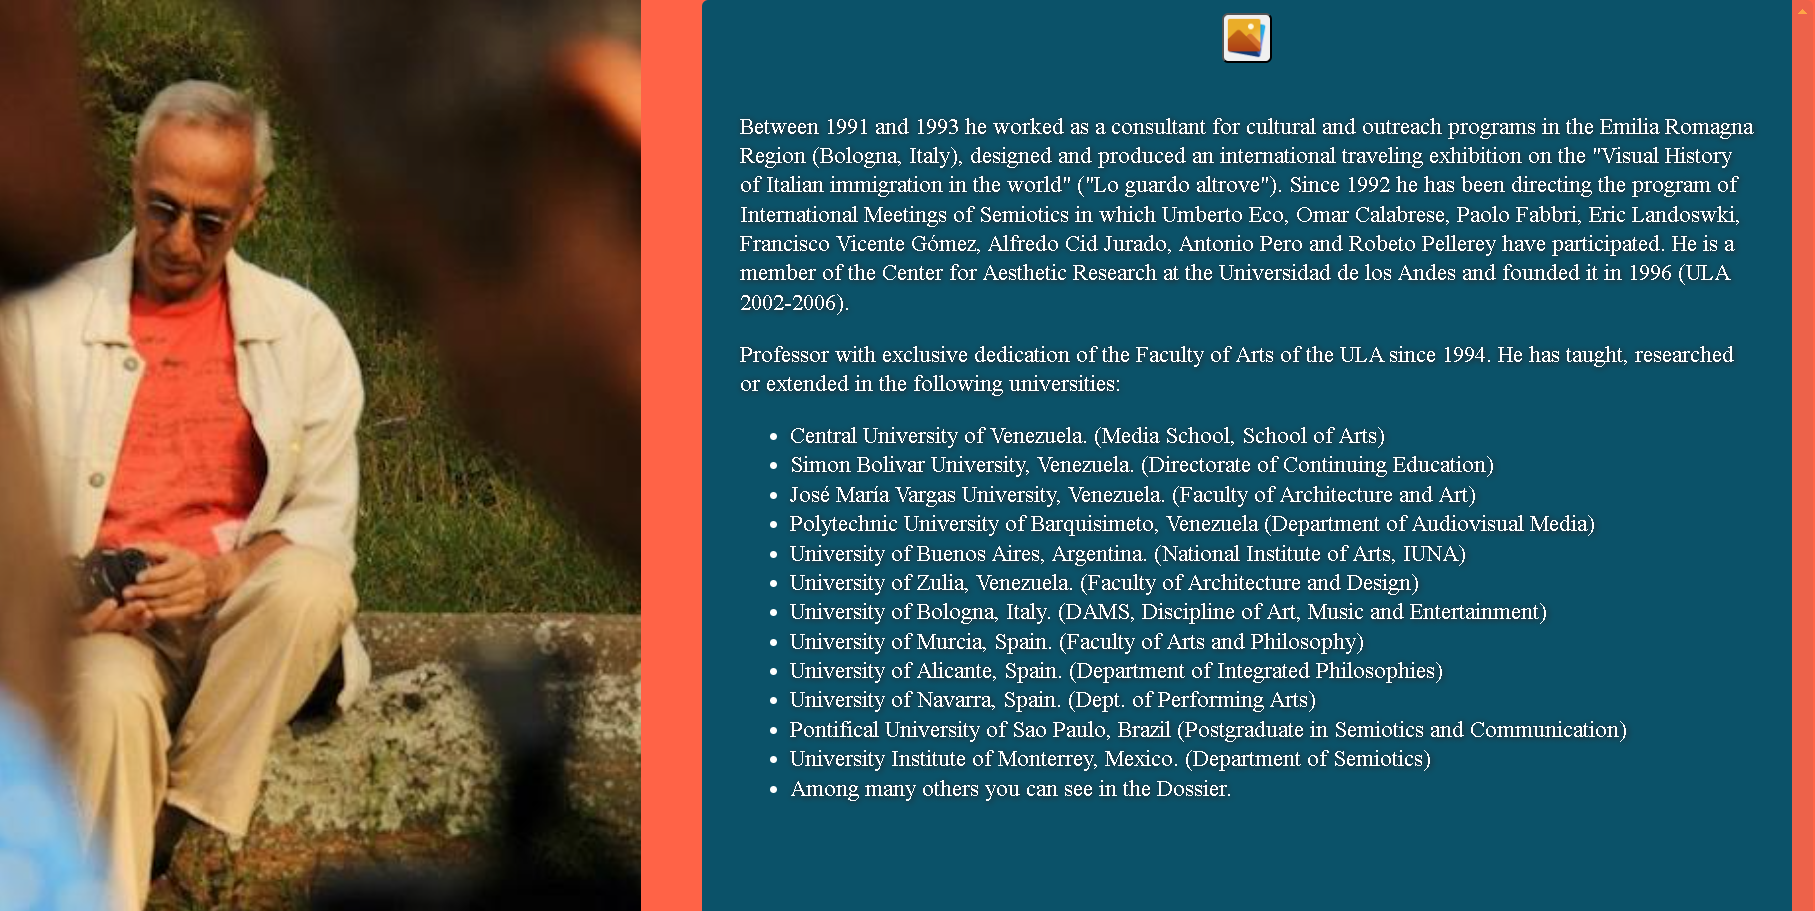 Between 1991 and 1993 he worked as a consultant for cultural and outreach programs in the Emilia Romagna
Region (Bologna, Italy), designed and produced an international traveling exhibition on the "Visual History
of Italian immigration in the world" ("Lo guardo altrove"). Since 1992 he has been directing the program of
International Meetings of Semiotics in which Umberto Eco, Omar Calabrese, Paolo Fabbri, Eric Landoswki,
Francisco Vicente Gómez, Alfredo Cid Jurado, Antonio Pero and Robeto Pellerey have participated. He is a
member of the Center for Aesthetic Research at the Universidad de los Andes and founded it in 1996 (ULA
2002-2006).
Professor with exclusive dedication of the Faculty of Arts of the ULA since 1994. He has taught, researched
or extended in the following universities:
• Central University of Venezuela. (Media School, School of Arts)
• Simon Bolivar University, Venezuela. (Directorate of Continuing Education)
• José María Vargas University, Venezuela. (Faculty of Architecture and Art)
• Polytechnic University of Barquisimeto, Venezuela (Department of Audiovisual Media)
• University of Buenos Aires, Argentina. (National Institute of Arts, IUNA)
• University of Zulia, Venezuela. (Faculty of Architecture and Design)
• University of Bologna, Italy. (DAMS, Discipline of Art, Music and Entertainment)
• University of Murcia, Spain. (Faculty of Arts and Philosophy)
• University of Alicante, Spain. (Department of Integrated Philosophies)
• University of Navarra, Spain. (Dept. of Performing Arts)
• Pontifical University of Sao Paulo, Brazil (Postgraduate in Semiotics and Communication)
• University Institute of Monterrey, Mexico. (Department of Semiotics)
• Among many others you can see in the Dossier.